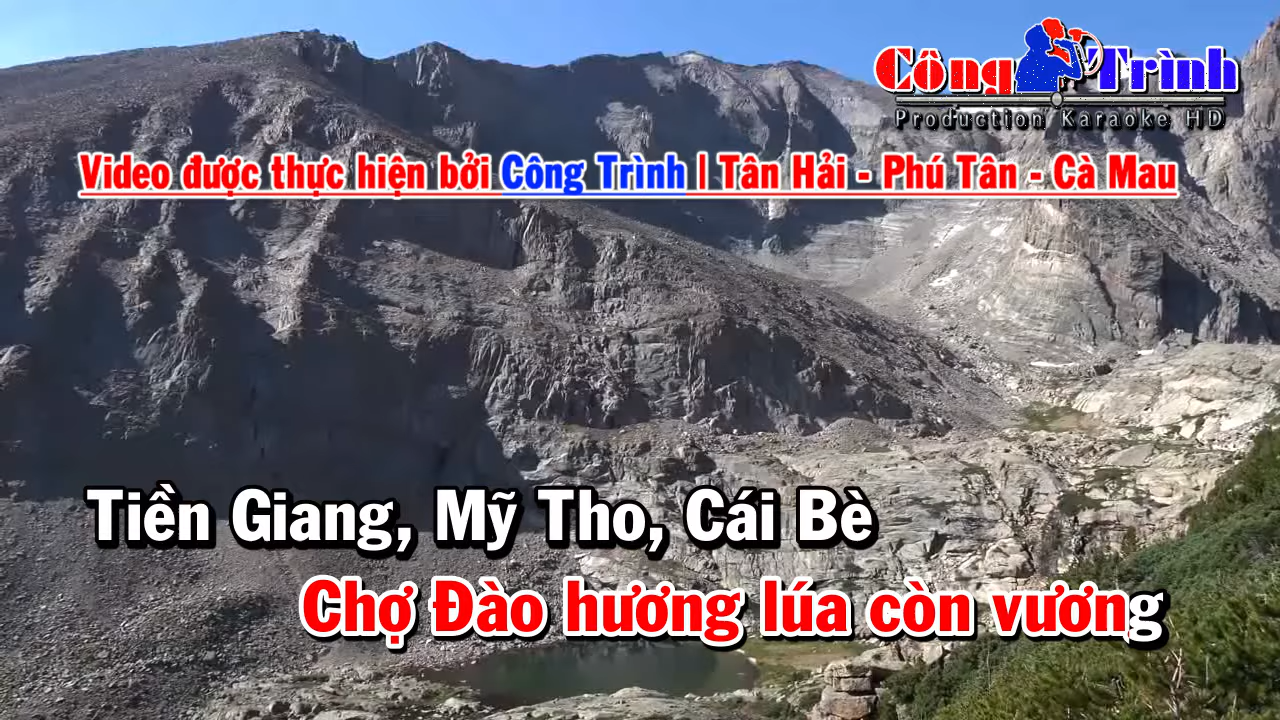 Công Trình
Production Karaoke HD
Video được thực hiện bởi Công Trình | Tân Hải - Phú Tân - Cà Mau
Tiền Giang, Mỹ Tho, Cái Bè
Chợ Đào hương lúa còn vương